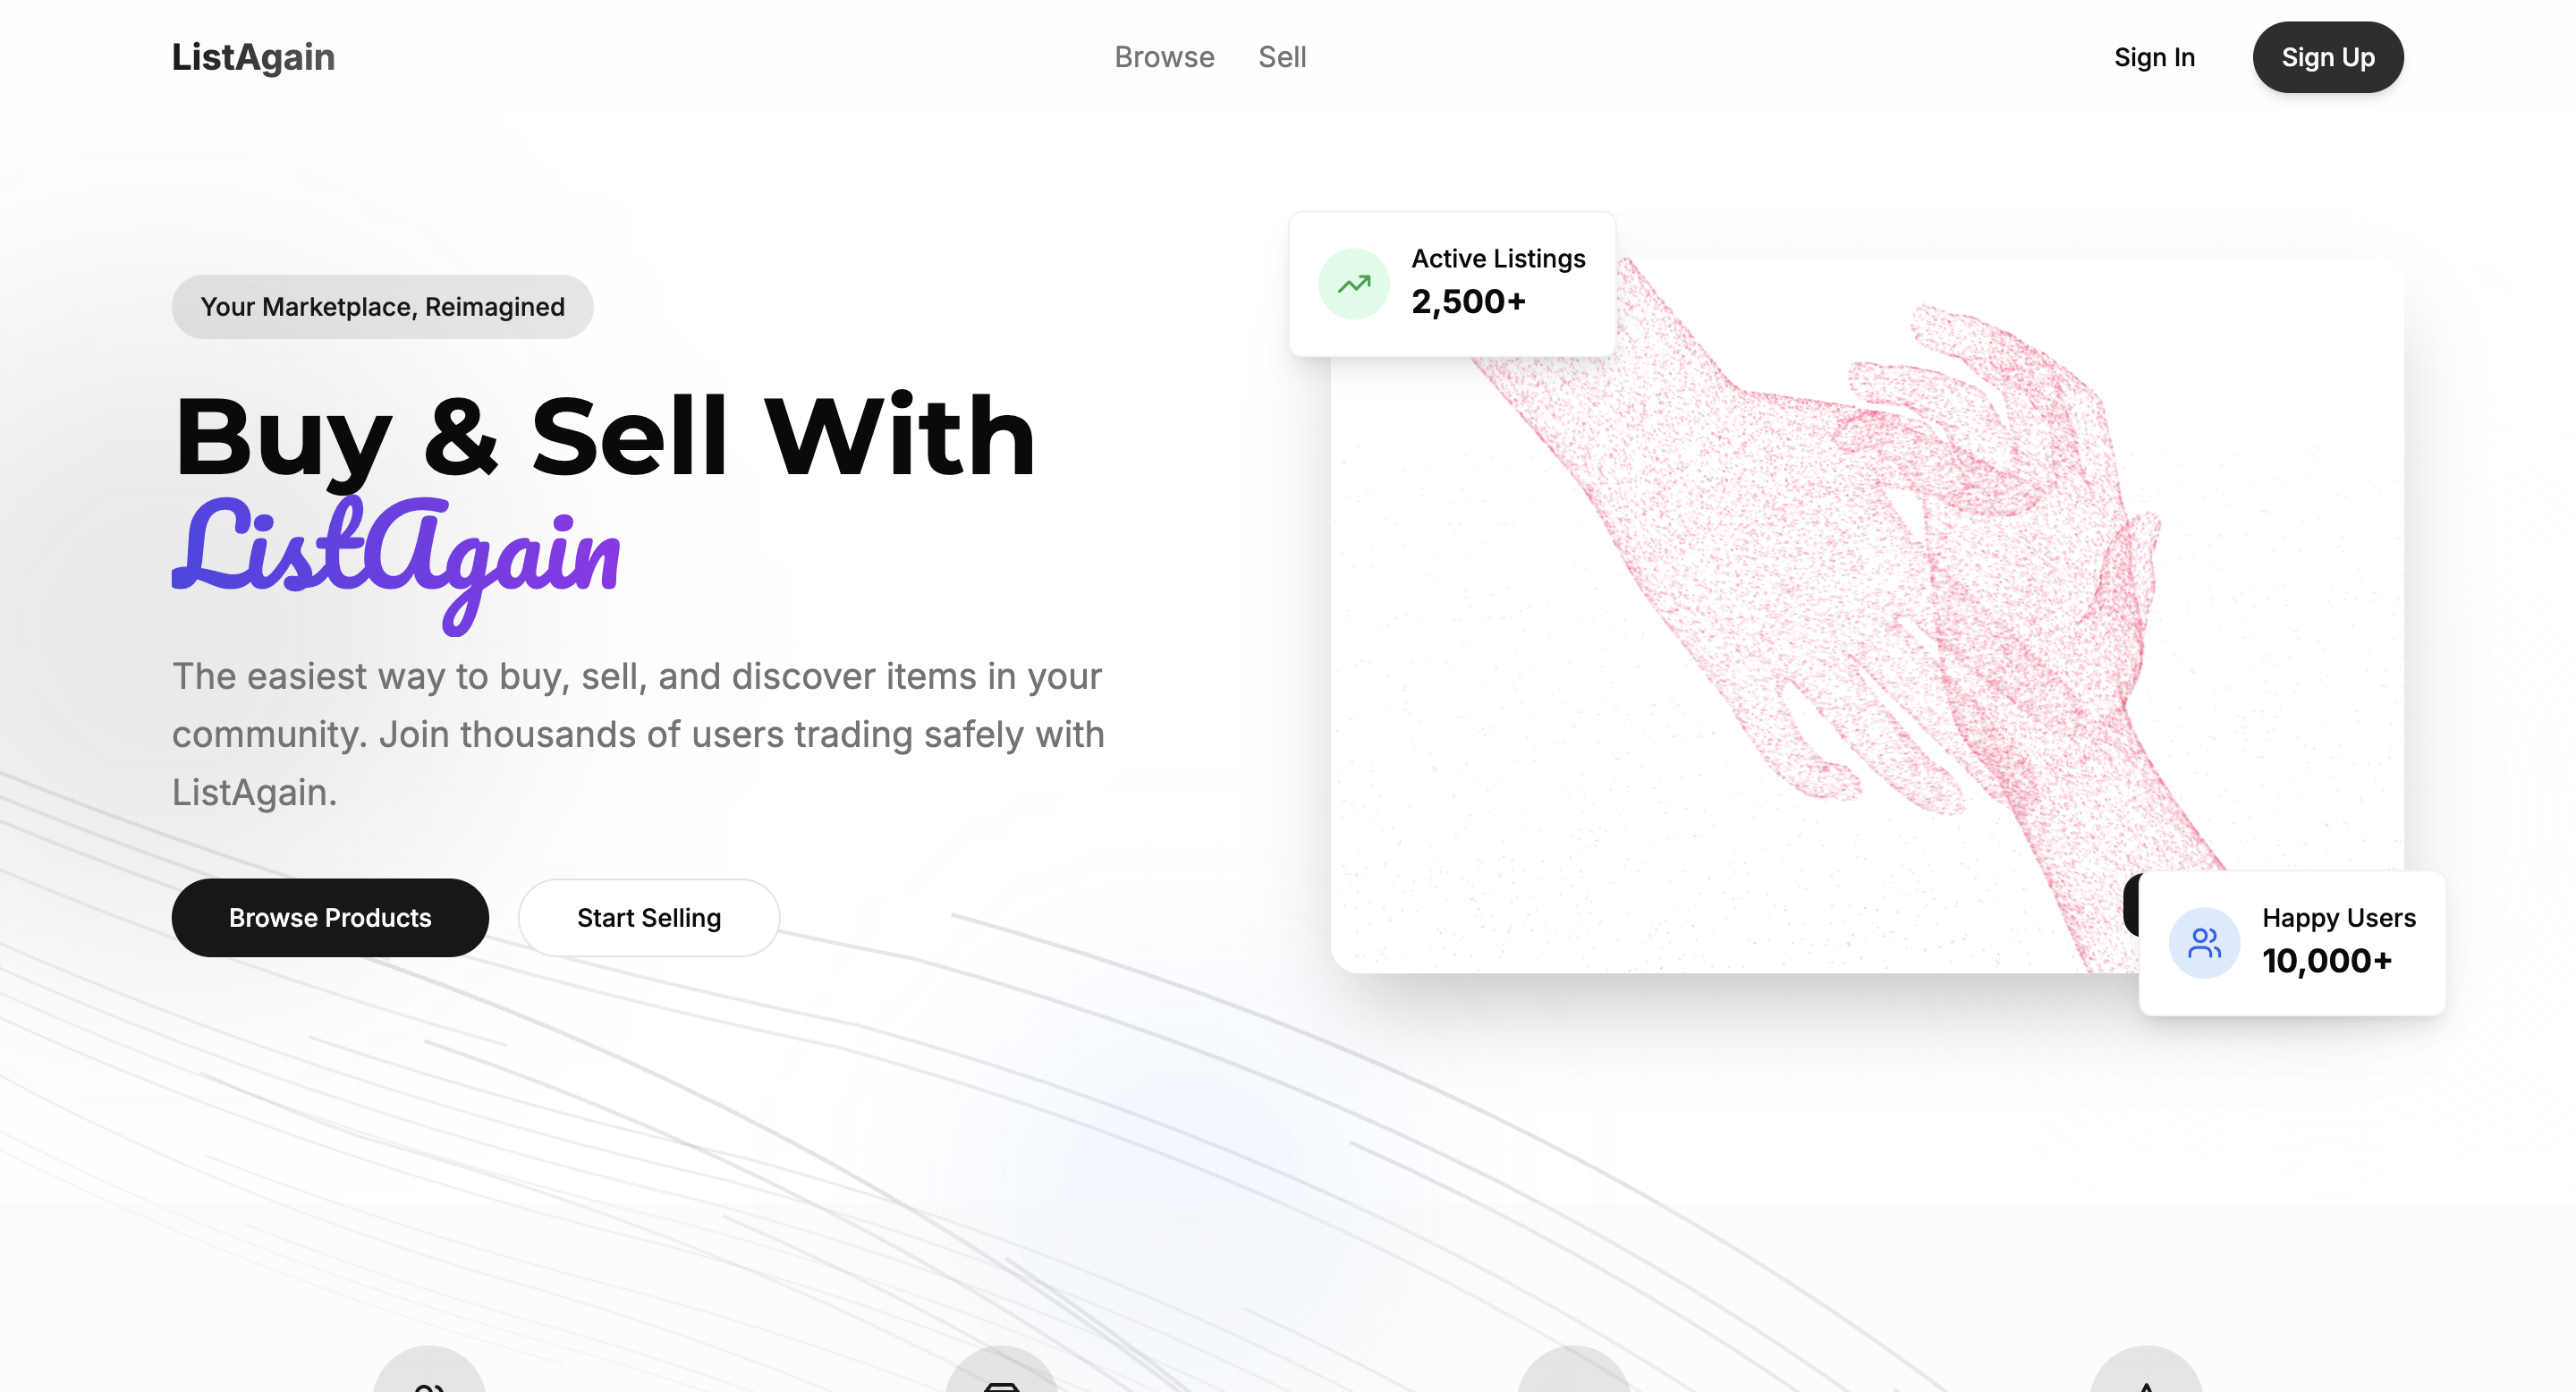 ListAgain
Browse
Sell
Sign In
Sign Up
Your Marketplace, Reimagined
Buy & Sell With
ListAgain
The easiest way to buy, sell, and discover items in your
community. Join thousands of users trading safely with
ListAgain.
Browse Products
Start Selling
Active Listings
2,500+
Happy Users
10,000+